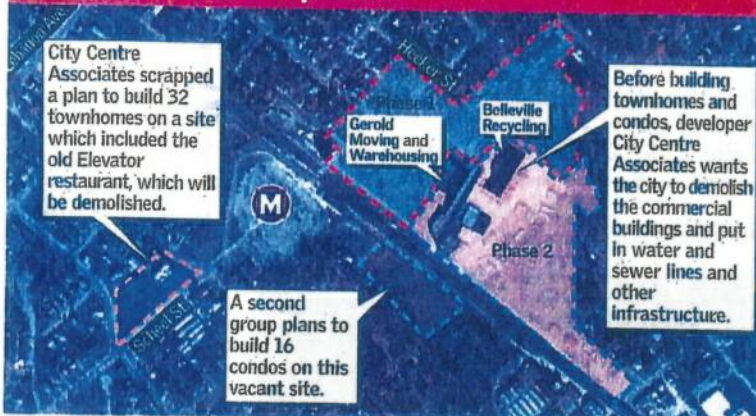 Lebanon Ave.
City Centre
Associates scrapped
a plan to build 32
townhomes on a site
which included the
old Elevator
restaurant, which will
be demolished.
Hecker St.
Phase 1
Gerold
Moving and
Warehousing
Belleville
Recycling
Before building
townhomes and
condos, developer
City Centre
Associates wants
the city to demolish
the commercial
buildings and put
in water and
sewer lines and
other
infrastructure.
M
Phase 2
Scheel St.
A second
group plans to
build 16
condos on this
vacant site.